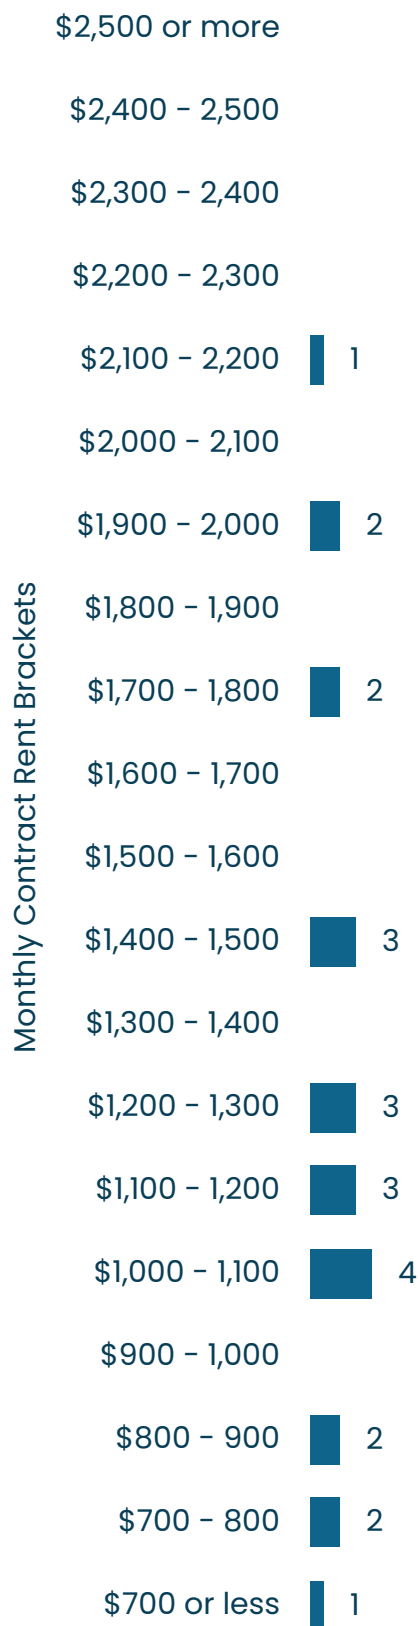 $2,500 or more
$2,400 - 2,500
$2,300 - 2,400
$2,200 - 2,300
$2,100 - 2,200 1
$2,000 - 2,100
$1,900 - 2,000 2
$1,800 - 1,900
$1,700 - 1,800 2
$1,600 - 1,700
$1,500 - 1,600
$1,400 - 1,500 3
$1,300 - 1,400
$1,200 - 1,300 3
$1,100 - 1,200 3
$1,000 - 1,100 4
$900 - 1,000
$800 - 900 2
$700 - 800 2
$700 or less 1
Monthly Contract Rent Brackets